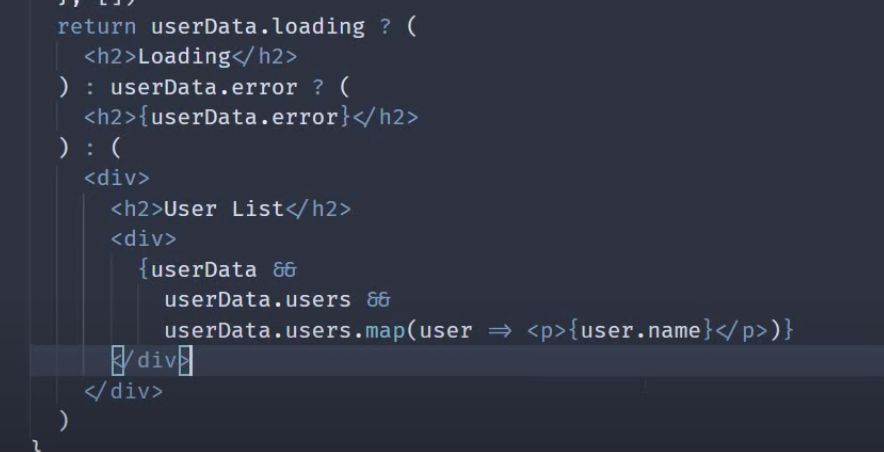 }, [])
return userData.loading ? (
<h2>Loading</h2>
) : userData.error ? (
<h2>{userData.error}</h2>
) : (
<div>
<h2>User List</h2>
<div>
{userData &&
userData.users &&
userData.users.map(user => <p>{user.name}</p>)}
</div>
</div>
)
}